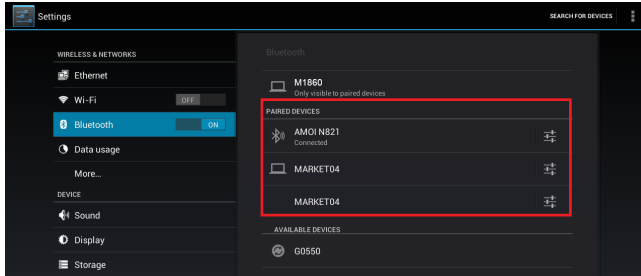 Settings
SEARCH FOR DEVICES
WIRELESS & NETWORKS
Ethernet
Wi-Fi OFF
Bluetooth ON
Data usage
More...
DEVICE
Sound
Display
Storage
Bluetooth
M1860
Only visible to paired devices
PAIRED DEVICES
AMOI N821
Connected
MARKET04
MARKET04
AVAILABLE DEVICES
G0550